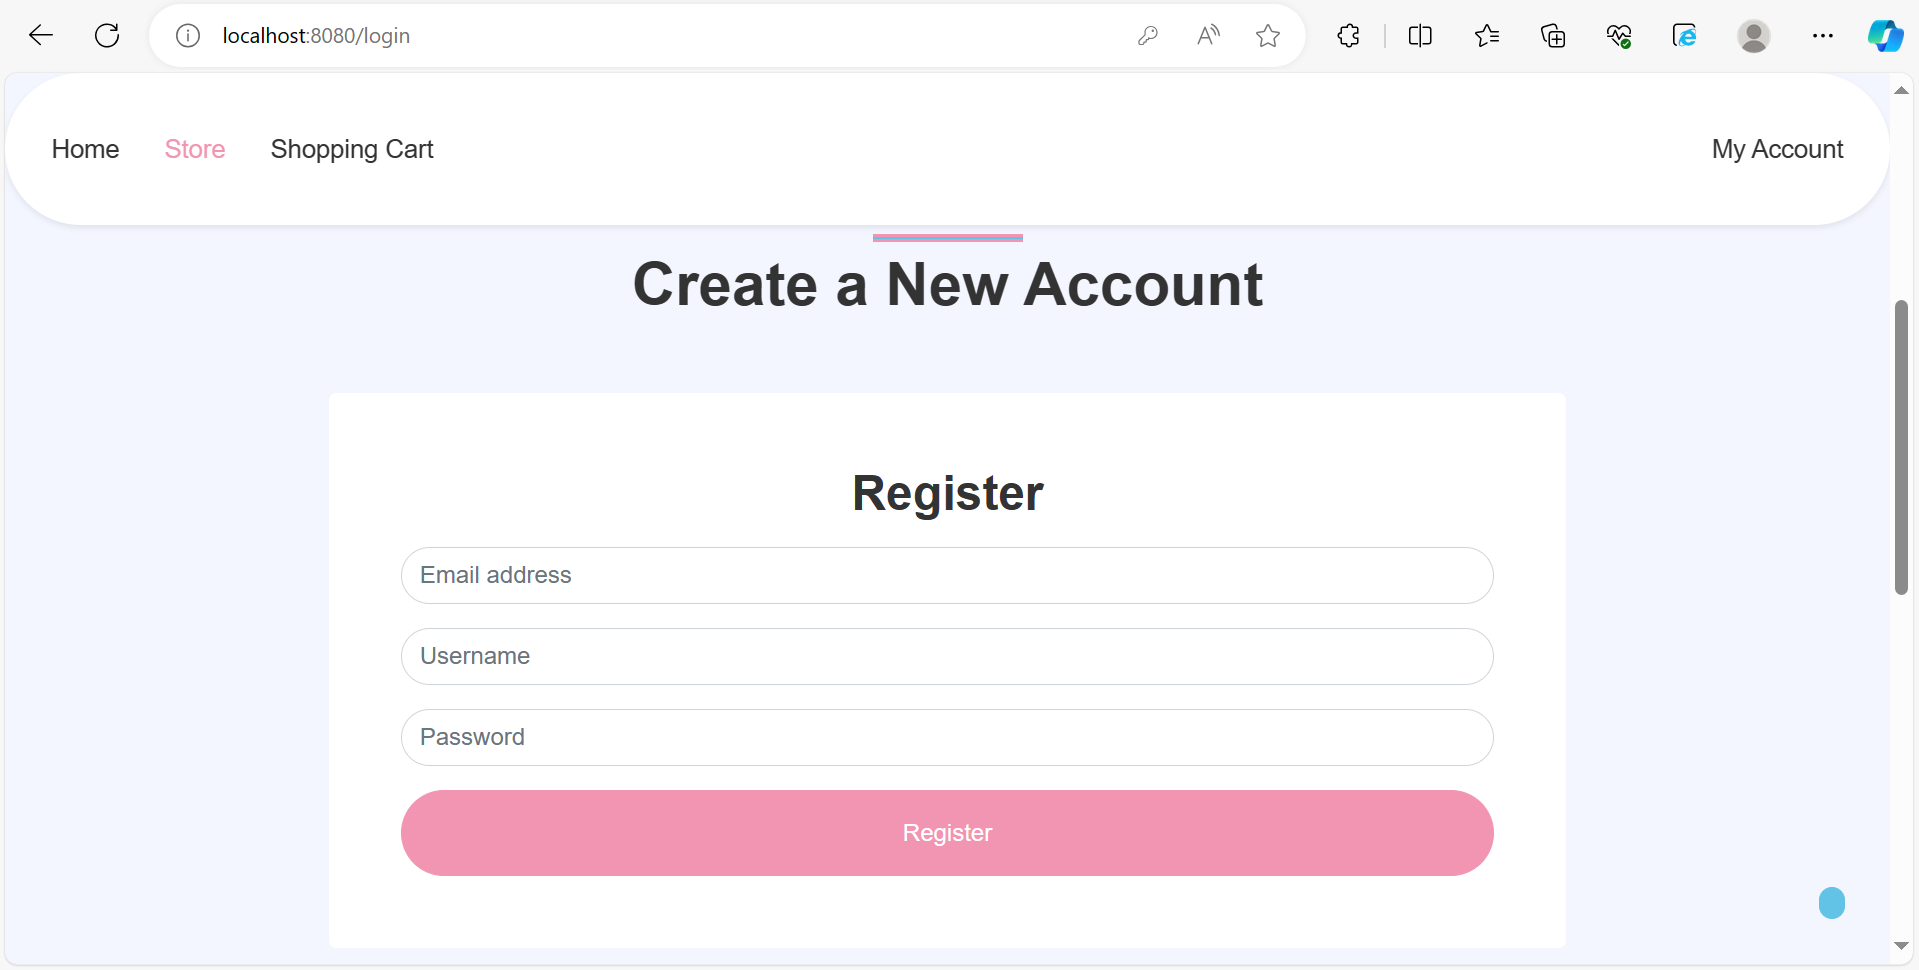 localhost:8080/login
Home Store Shopping Cart My Account
Create a New Account
Register
Email address
Username
Password
Register